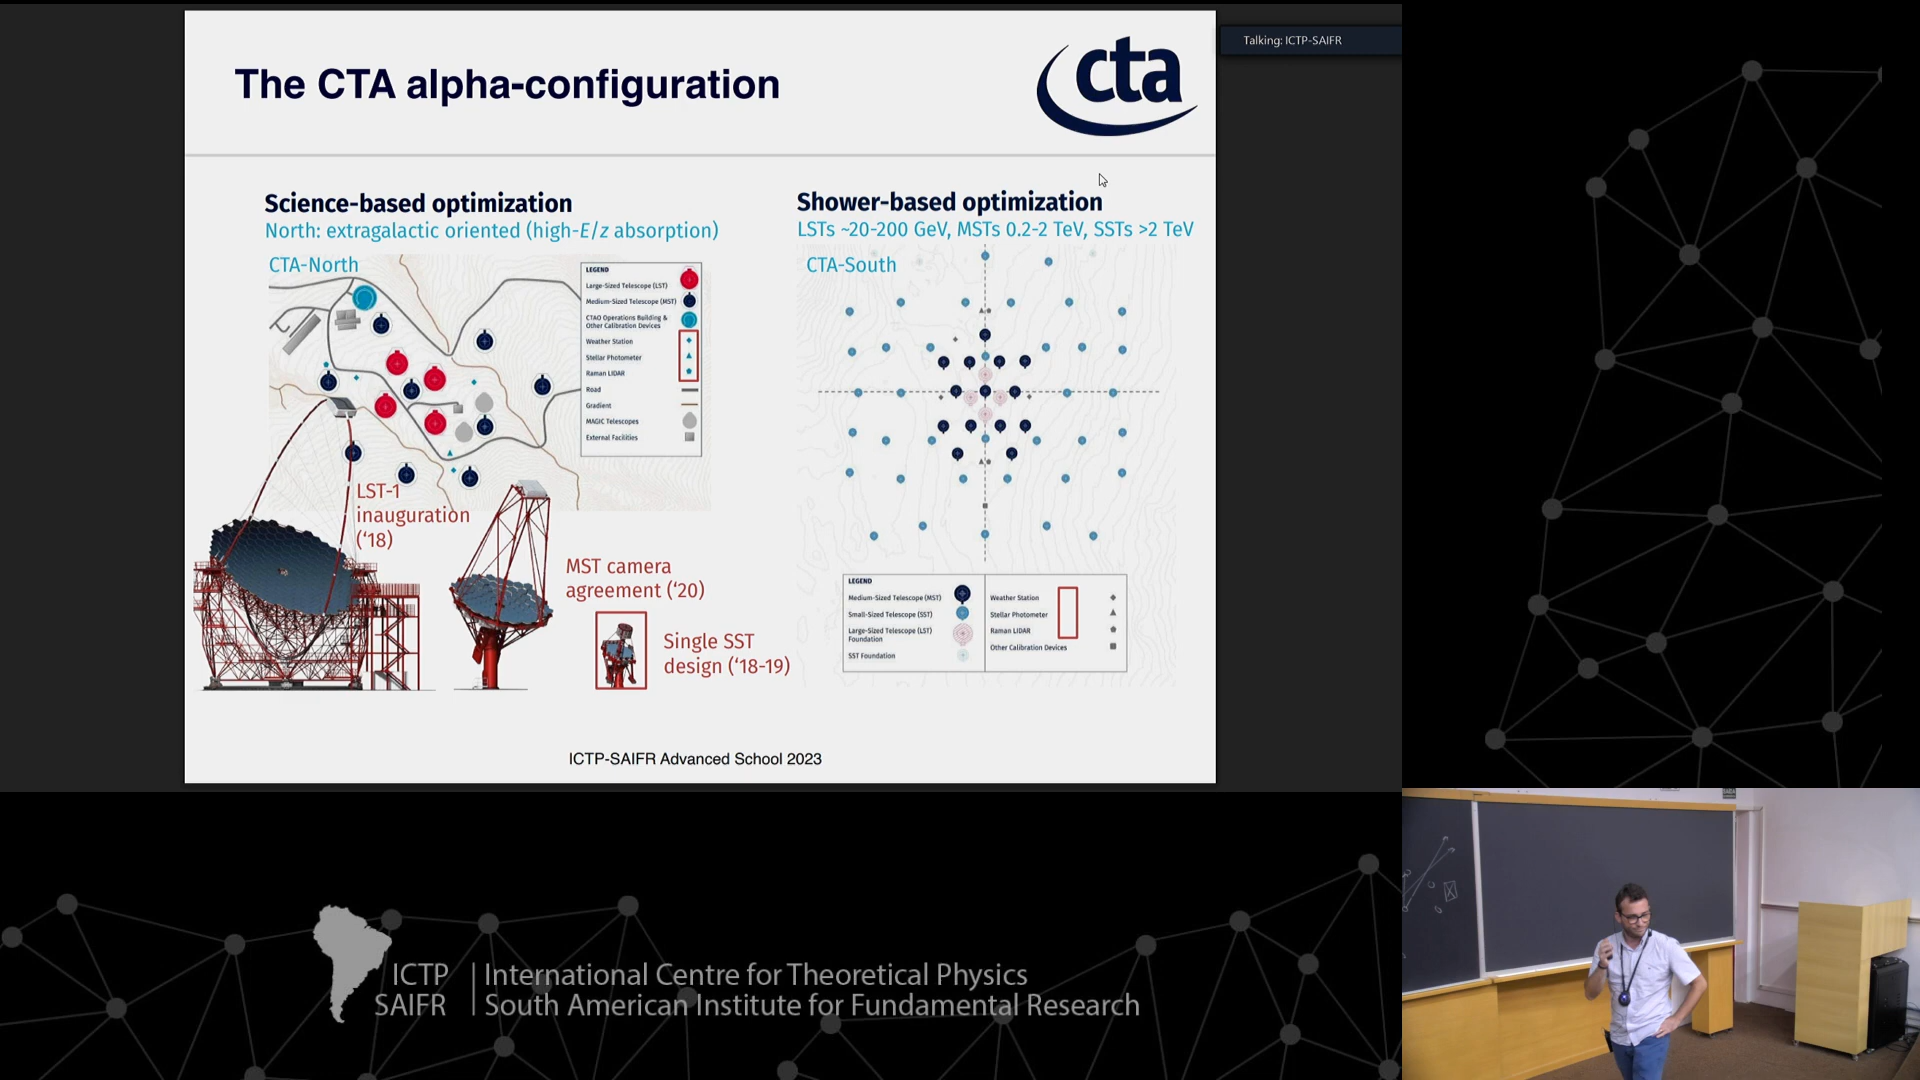 Talking: ICTP-SAIFR
The CTA alpha-configuration
cta
Science-based optimization
North: extragalactic oriented (high-E/z absorption)
CTA-North
LEGEND
Large-Sized Telescope (LST)
Medium-Sized Telescope (MST)
CTAO Operations Building &
Other Calibration Devices
Weather Station
Stellar Photometer
Raman LIDAR
Road
Gradient
MAGIC Telescopes
External Facilities
LST-1
inauguration
(‘18)
MST camera
agreement (‘20)
Single SST
design (‘18-19)
Shower-based optimization
LSTs ~20-200 GeV, MSTs 0.2-2 TeV, SSTs >2 TeV
CTA-South
LEGEND
Medium-Sized Telescope (MST)
Small-Sized Telescope (SST)
Large-Sized Telescope (LST)
Foundation
SST Foundation
Weather Station
Stellar Photometer
Raman LIDAR
Other Calibration Devices
ICTP-SAIFR Advanced School 2023
ICTP
SAIFR
International Centre for Theoretical Physics
South American Institute for Fundamental Research